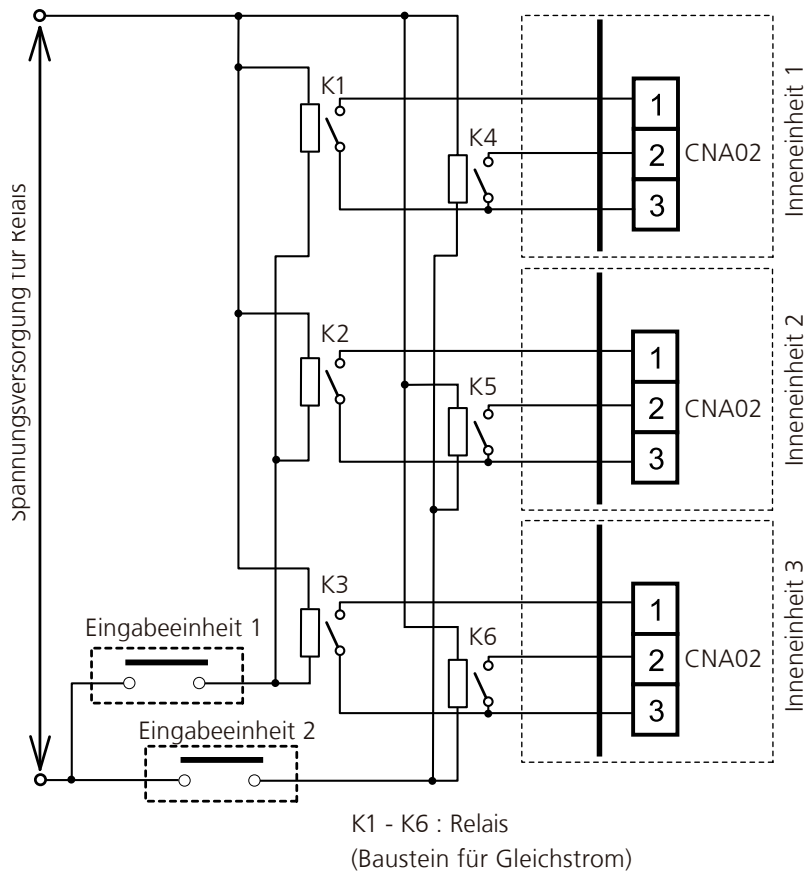 Spannungsversorgung für Relais
K1
K4
1
2
3
CNA02
Inneneinheit 1
K2
K5
1
2
3
CNA02
Inneneinheit 2
K3
K6
1
2
3
CNA02
Inneneinheit 3
Eingabeeinheit 1
Eingabeeinheit 2
K1 - K6 : Relais
(Baustein für Gleichstrom)